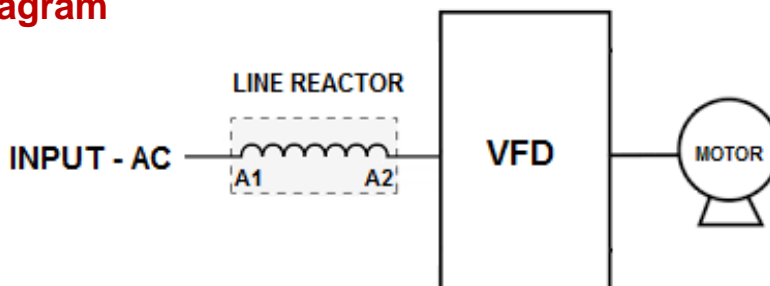 agram
LINE REACTOR
INPUT - AC
A1
A2
VFD
MOTOR